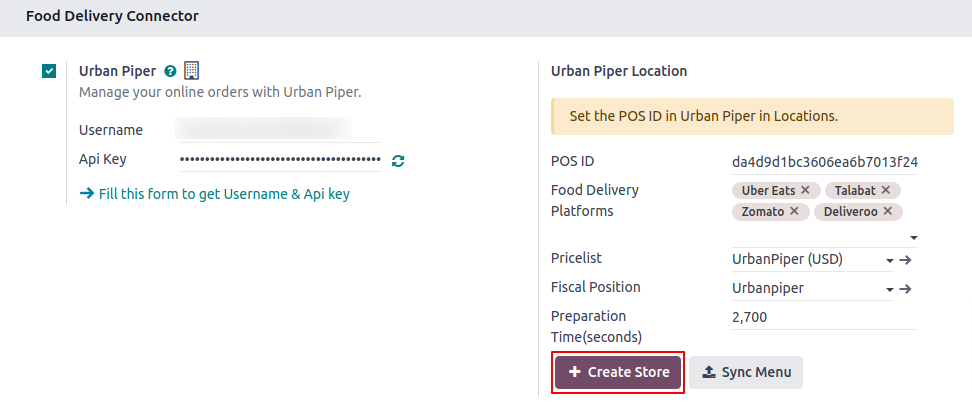 Food Delivery Connector
Urban Piper ?
Manage your online orders with Urban Piper.
Username
Api Key ••••••••••••••••••••••••••••••••••••••••
→ Fill this form to get Username & Api key
Urban Piper Location
Set the POS ID in Urban Piper in Locations.
POS ID da4d9d1bc3606ea6b7013f24
Food Delivery Uber Eats × Talabat ×
Platforms Zomato × Deliveroo ×
Pricelist UrbanPiper (USD)
Fiscal Position Urbanpiper
Preparation 2,700
Time(seconds)
+ Create Store Sync Menu